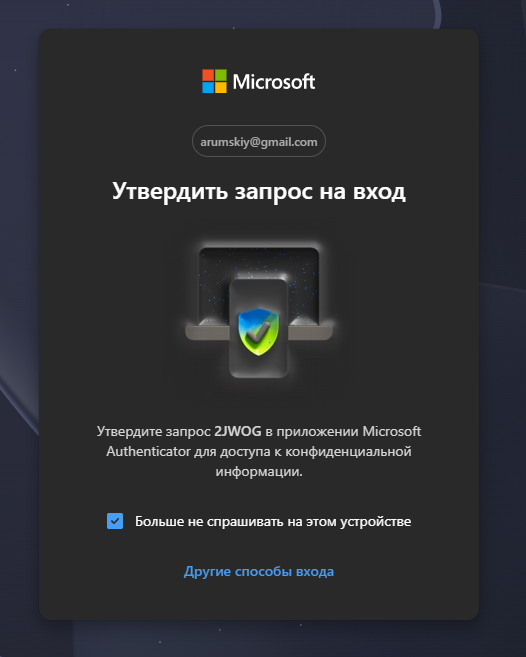 Microsoft
arumskiy@gmail.com
Утвердить запрос на вход
Утвердите запрос 2JWOG в приложении Microsoft
Authenticator для доступа к конфиденциальной
информации.
Больше не спрашивать на этом устройстве
Другие способы входа